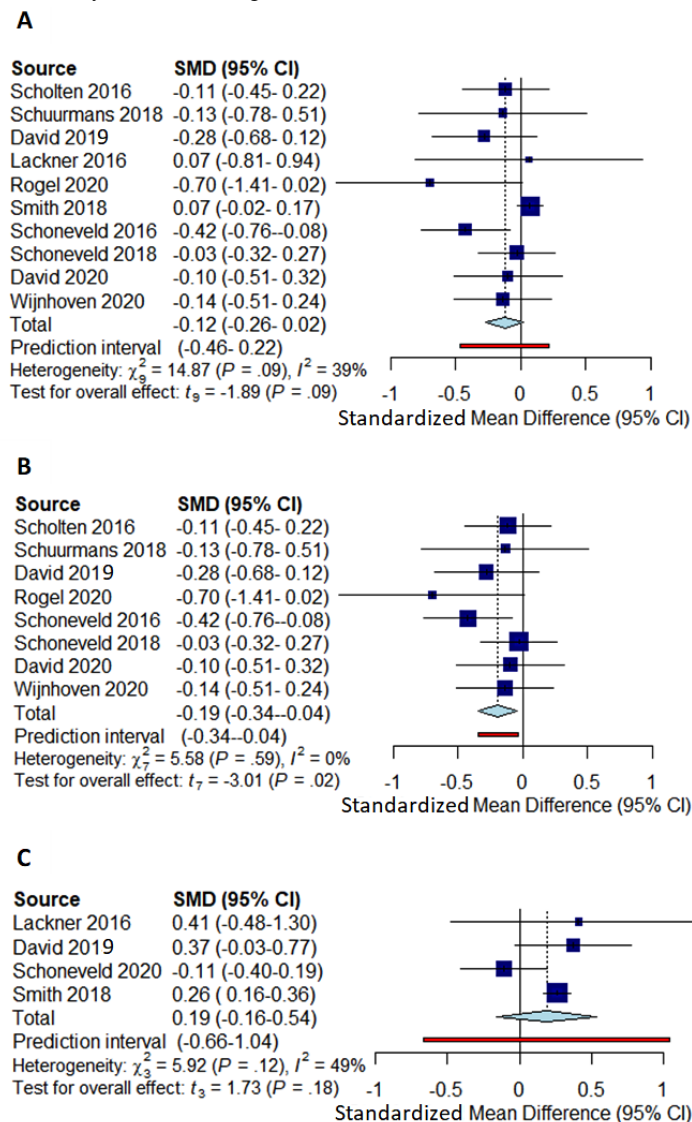 A
Source SMD (95% CI)
Scholten 2016 -0.11 (-0.45- 0.22)
Schuurmans 2018 -0.13 (-0.78- 0.51)
David 2019 -0.28 (-0.68- 0.12)
Lackner 2016 0.07 (-0.81- 0.94)
Rogel 2020 -0.70 (-1.41- 0.02)
Smith 2018 0.07 (-0.02- 0.17)
Schoneveld 2016 -0.42 (-0.76--0.08)
Schoneveld 2018 -0.03 (-0.32- 0.27)
David 2020 -0.10 (-0.51- 0.32)
Wijnhoven 2020 -0.14 (-0.51- 0.24)
Total -0.12 (-0.26- 0.02)
Prediction interval (-0.46- 0.22)
Heterogeneity: χ²₉ = 14.87 (P = .09), I² = 39%
Test for overall effect: t₉ = -1.89 (P = .09)
-1 -0.5 0 0.5 1
Standardized Mean Difference (95% CI)
B
Source SMD (95% CI)
Scholten 2016 -0.11 (-0.45- 0.22)
Schuurmans 2018 -0.13 (-0.78- 0.51)
David 2019 -0.28 (-0.68- 0.12)
Rogel 2020 -0.70 (-1.41- 0.02)
Schoneveld 2016 -0.42 (-0.76--0.08)
Schoneveld 2018 -0.03 (-0.32- 0.27)
David 2020 -0.10 (-0.51- 0.32)
Wijnhoven 2020 -0.14 (-0.51- 0.24)
Total -0.19 (-0.34--0.04)
Prediction interval (-0.34--0.04)
Heterogeneity: χ²₇ = 5.58 (P = .59), I² = 0%
Test for overall effect: t₇ = -3.01 (P = .02)
-1 -0.5 0 0.5 1
Standardized Mean Difference (95% CI)
C
Source SMD (95% CI)
Lackner 2016 0.41 (-0.48-1.30)
David 2019 0.37 (-0.03-0.77)
Schoneveld 2020 -0.11 (-0.40-0.19)
Smith 2018 0.26 ( 0.16-0.36)
Total 0.19 (-0.16-0.54)
Prediction interval (-0.66-1.04)
Heterogeneity: χ²₃ = 5.92 (P = .12), I² = 49%
Test for overall effect: t₃ = 1.73 (P = .18)
-1 -0.5 0 0.5 1
Standardized Mean Difference (95% CI)